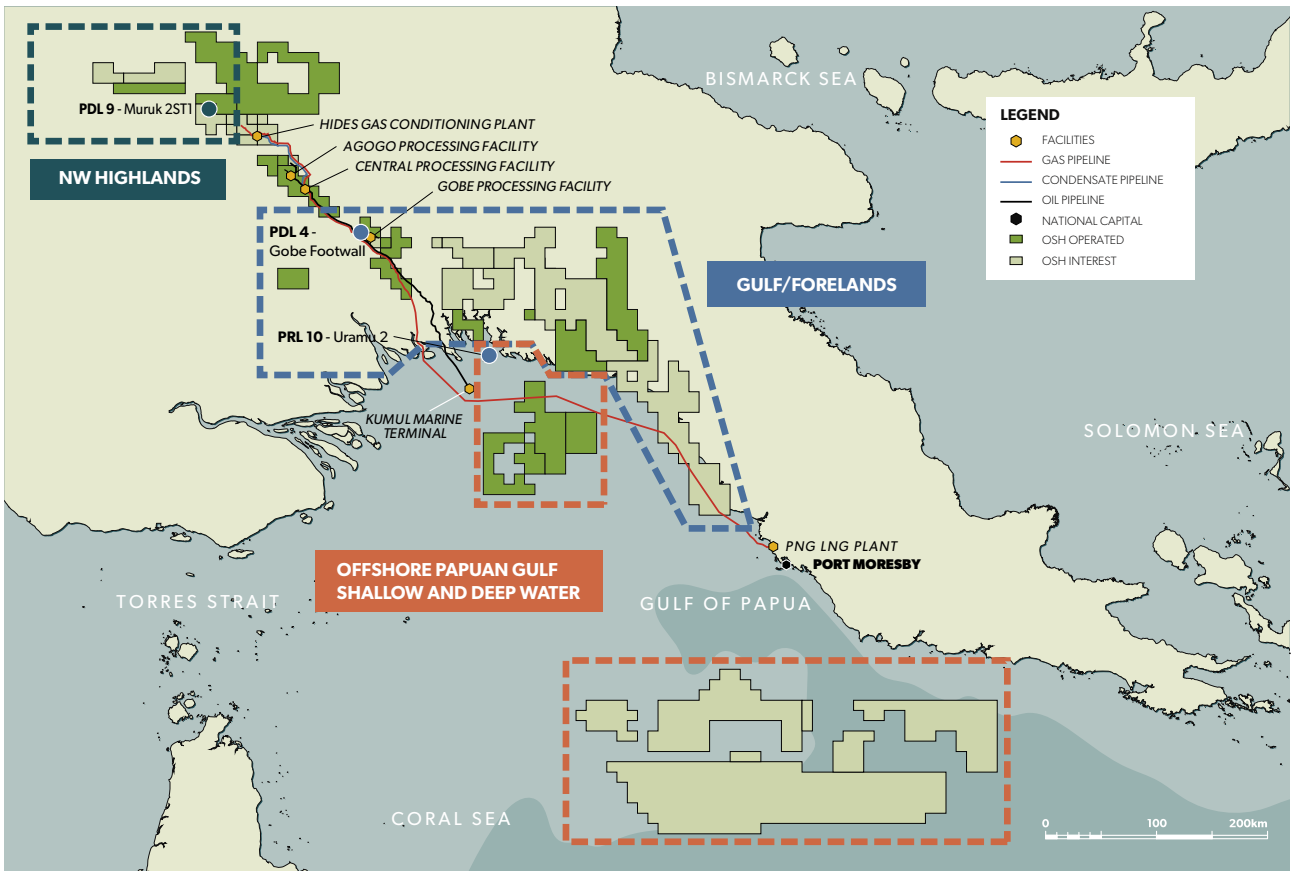 BISMARCK SEA
LEGEND
FACILITIES
GAS PIPELINE
CONDENSATE PIPELINE
OIL PIPELINE
NATIONAL CAPITAL
OSH OPERATED
OSH INTEREST
PDL 9 - Muruk 2ST1
HIDES GAS CONDITIONING PLANT
AGOGO PROCESSING FACILITY
CENTRAL PROCESSING FACILITY
GOBE PROCESSING FACILITY
NW HIGHLANDS
PDL 4 -
Gobe Footwall
GULF/FORELANDS
PRL 10 - Uramu 2
KUMUL MARINE
TERMINAL
SOLOMON SEA
PNG LNG PLANT
PORT MORESBY
OFFSHORE PAPUAN GULF
SHALLOW AND DEEP WATER
TORRES STRAIT
GULF OF PAPUA
CORAL SEA
0 100 200km